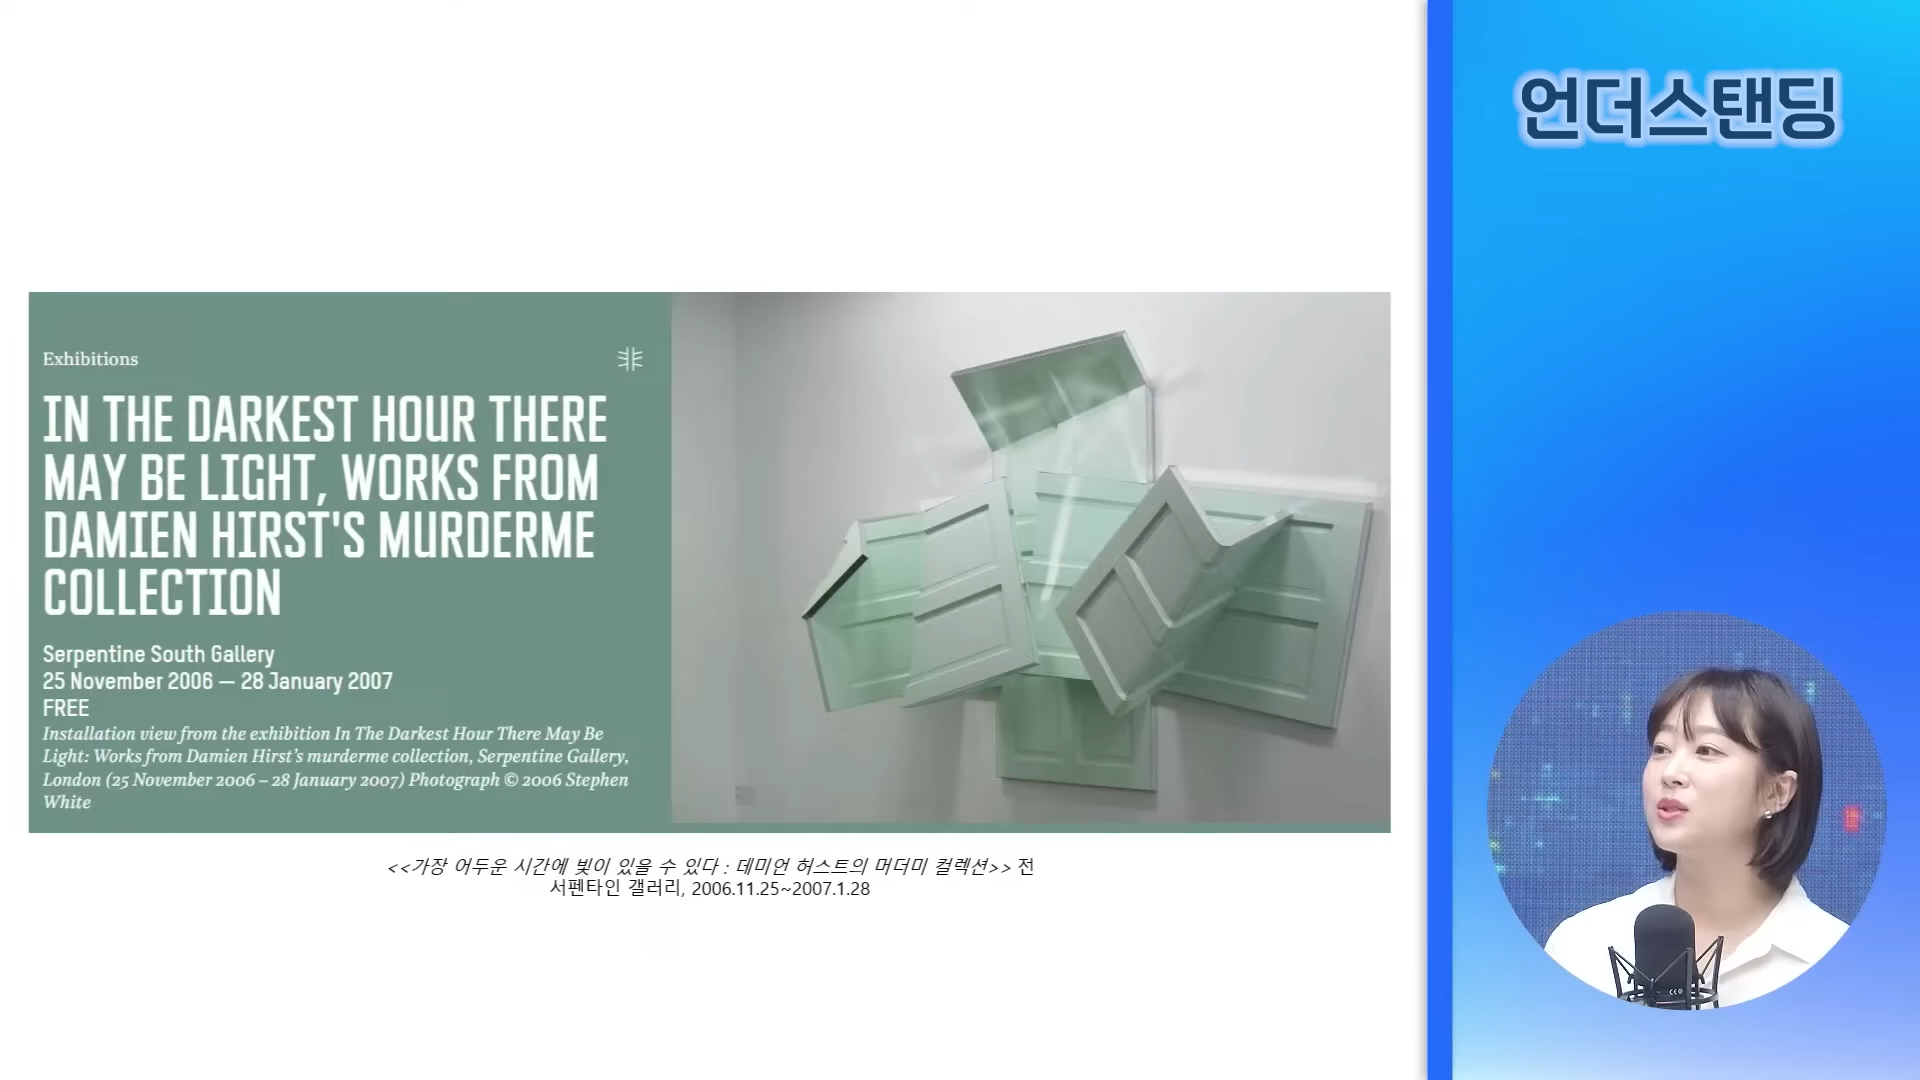 언더스탠딩
Exhibitions
IN THE DARKEST HOUR THERE
MAY BE LIGHT, WORKS FROM
DAMIEN HIRST'S MURDERME
COLLECTION
Serpentine South Gallery
25 November 2006 — 28 January 2007
FREE
Installation view from the exhibition In The Darkest Hour There May Be
Light: Works from Damien Hirst's murderme collection, Serpentine Gallery,
London (25 November 2006 – 28 January 2007) Photograph © 2006 Stephen
White
<<가장 어두운 시간에 빛이 있을 수 있다 : 데미언 허스트의 머더미 컬렉션>> 전
서펜타인 갤러리, 2006.11.25~2007.1.28